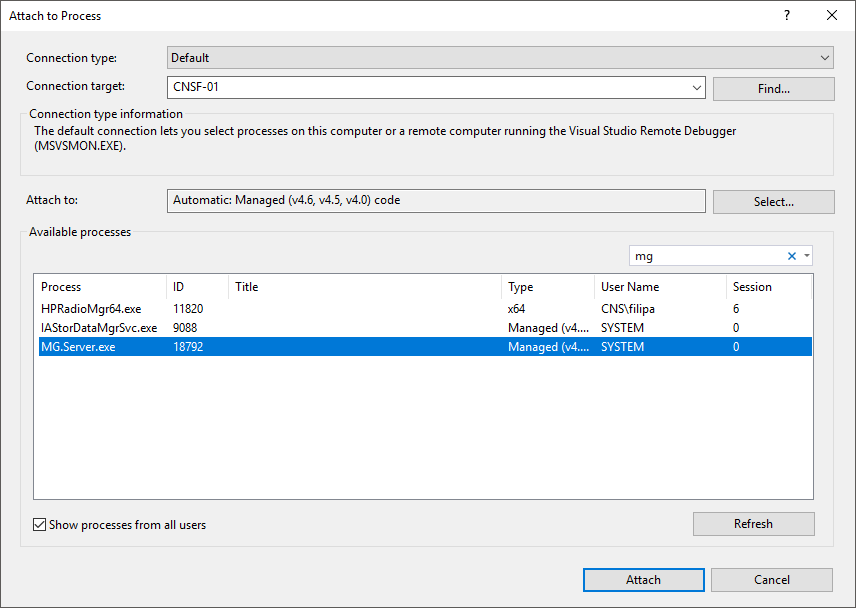 Attach to Process
?
Connection type:
Default
Connection target:
CNSF-01
Find...
Connection type information
The default connection lets you select processes on this computer or a remote computer running the Visual Studio Remote Debugger
(MSVSMON.EXE).
Attach to:
Automatic: Managed (v4.6, v4.5, v4.0) code
Select...
Available processes
mg
Process ID Title Type User Name Session
HPRadioMgr64.exe 11820 x64 CNS\filipa 6
IAStorDataMgrSvc.exe 9088 Managed (v4.... SYSTEM 0
MG.Server.exe 18792 Managed (v4.... SYSTEM 0
Show processes from all users
Refresh
Attach
Cancel